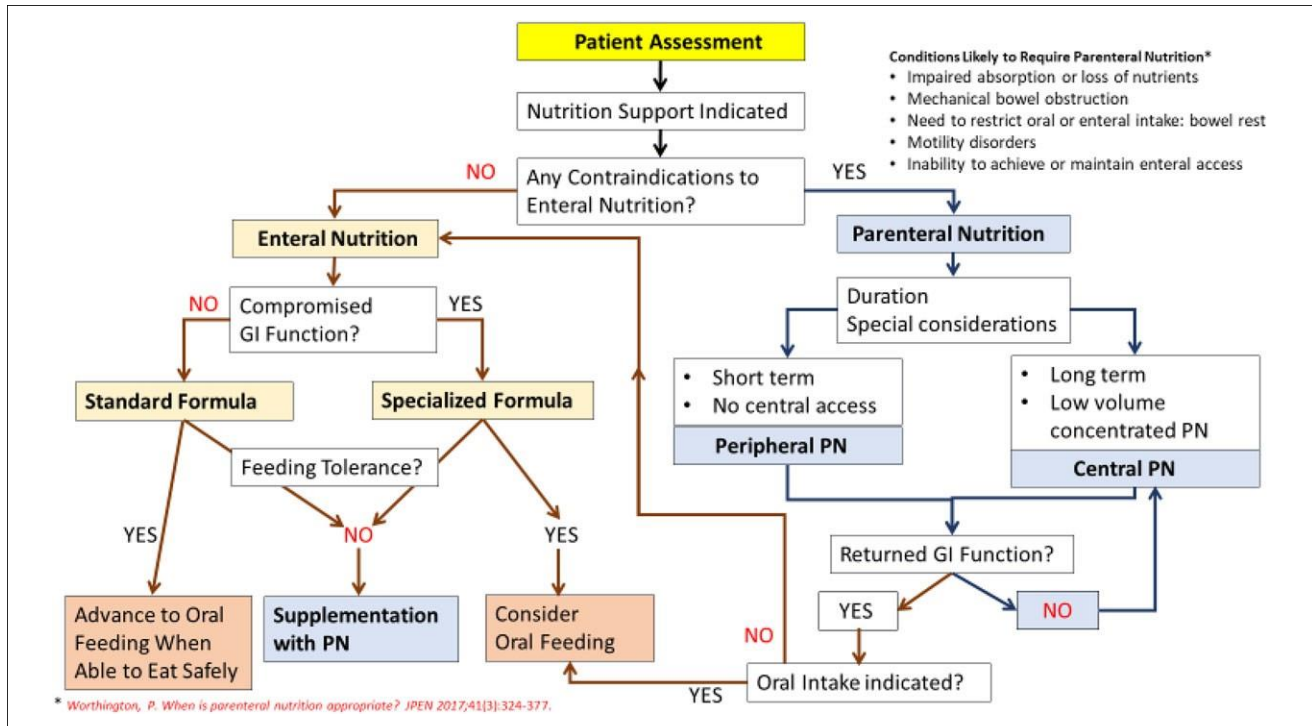 Patient Assessment
Conditions Likely to Require Parenteral Nutrition*
• Impaired absorption or loss of nutrients
• Mechanical bowel obstruction
• Need to restrict oral or enteral intake: bowel rest
• Motility disorders
• Inability to achieve or maintain enteral access
Nutrition Support Indicated
NO
Any Contraindications to
Enteral Nutrition?
YES
Enteral Nutrition
Parenteral Nutrition
NO
Compromised
GI Function?
YES
Duration
Special considerations
Standard Formula
Specialized Formula
• Short term
• No central access
Peripheral PN
• Long term
• Low volume
concentrated PN
Central PN
Feeding Tolerance?
YES
NO
YES
Returned GI Function?
YES
NO
Advance to Oral
Feeding When
Able to Eat Safely
Supplementation
with PN
Consider
Oral Feeding
NO
YES
Oral Intake indicated?
* Worthington, P. When is parenteral nutrition appropriate? JPEN 2017;41(3):324-377.